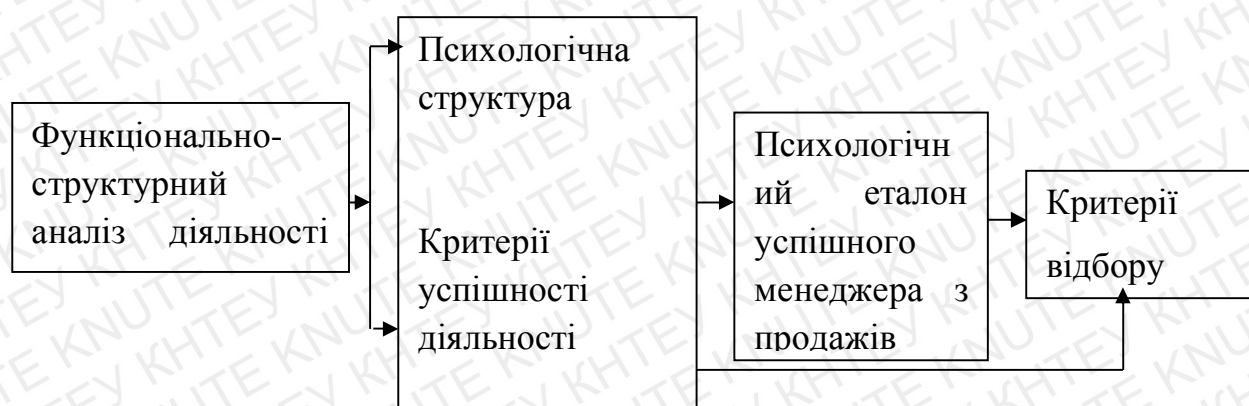 Функціонально-
структурний
аналіз діяльності
Психологічна
структура
Критерії
успішності
діяльності
Психологічн
ий еталон
успішного
менеджера з
продажів
Критерії
відбору